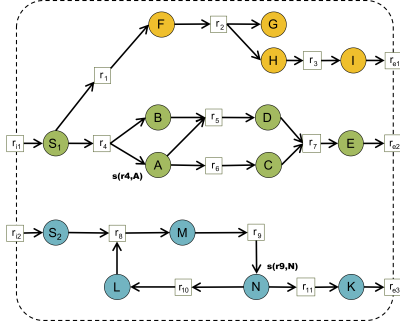 F r2 G
H r3 I re1
r1
B r5 D
ri1 S1 r4 r7 E re2
A r6 C
s(r4,A)
ri2 S2 r8 M r9
s(r9,N)
L r10 N r11 K re3